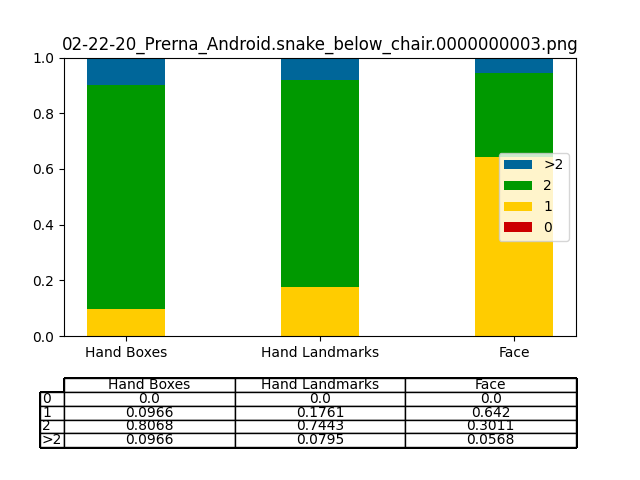 02-22-20_Prerna_Android.snake_below_chair.0000000003.png
1.0
0.8
0.6
0.4
0.2
0.0
>2
2
1
0
Hand Boxes Hand Landmarks Face
Hand Boxes Hand Landmarks Face
0 0.0 0.0 0.0
1 0.0966 0.1761 0.642
2 0.8068 0.7443 0.3011
>2 0.0966 0.0795 0.0568